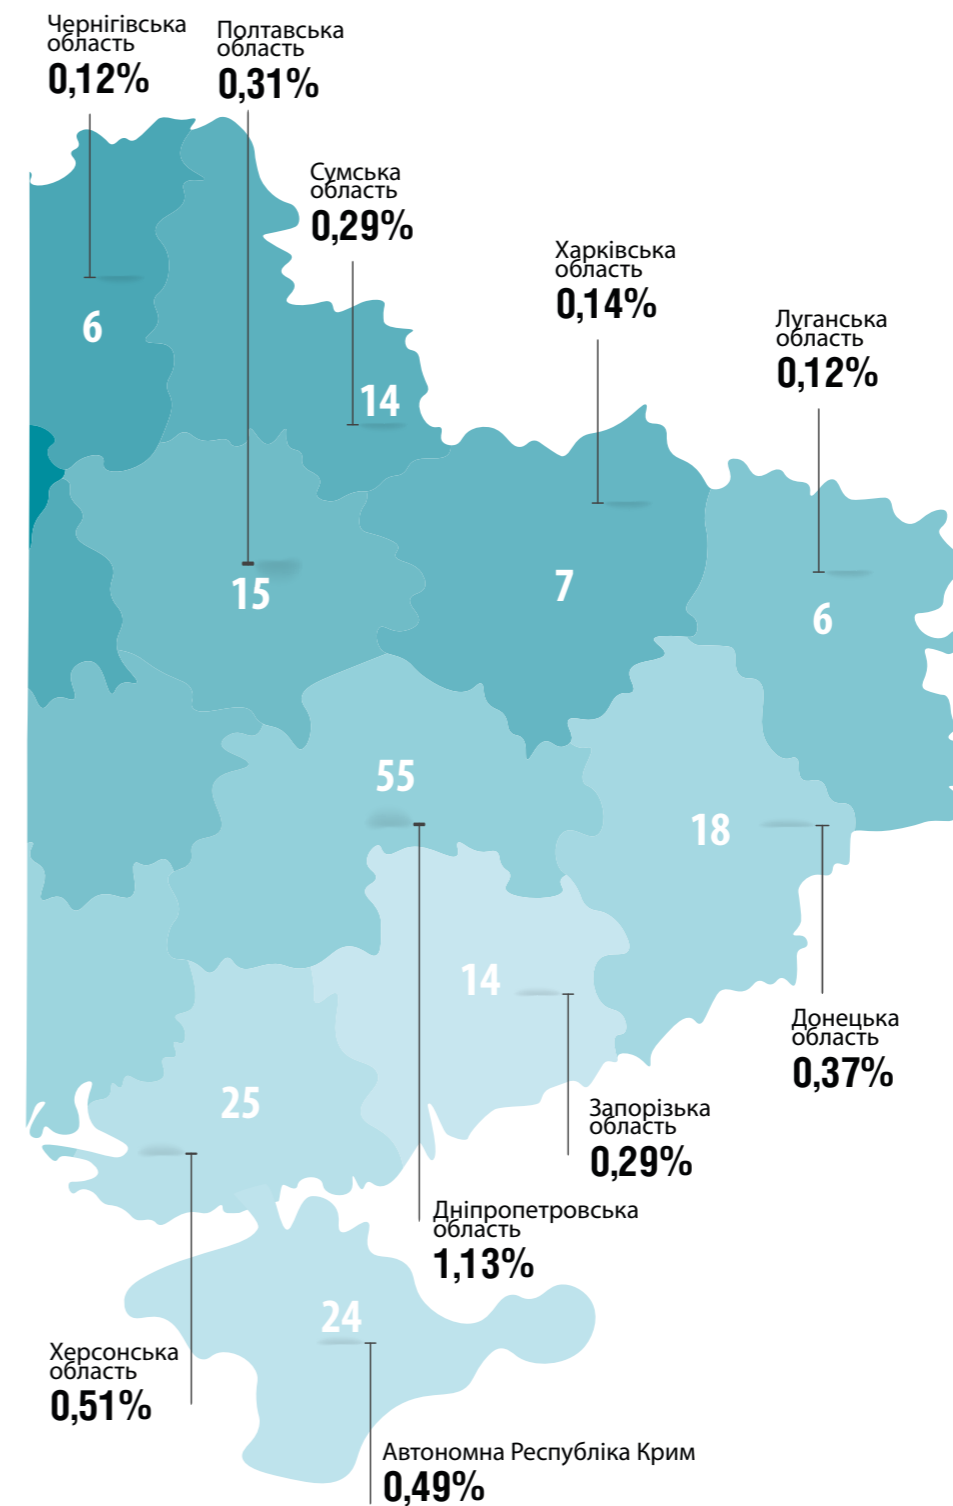 Чернігівська
область
0,12%
Полтавська
область
0,31%
Сумська
область
0,29%
Харківська
область
0,14%
Луганська
область
0,12%
6
14
15
7
6
55
18
14
25
Донецька
область
0,37%
Запорізька
область
0,29%
Дніпропетровська
область
1,13%
24
Херсонська
область
0,51%
Автономна Республіка Крим
0,49%